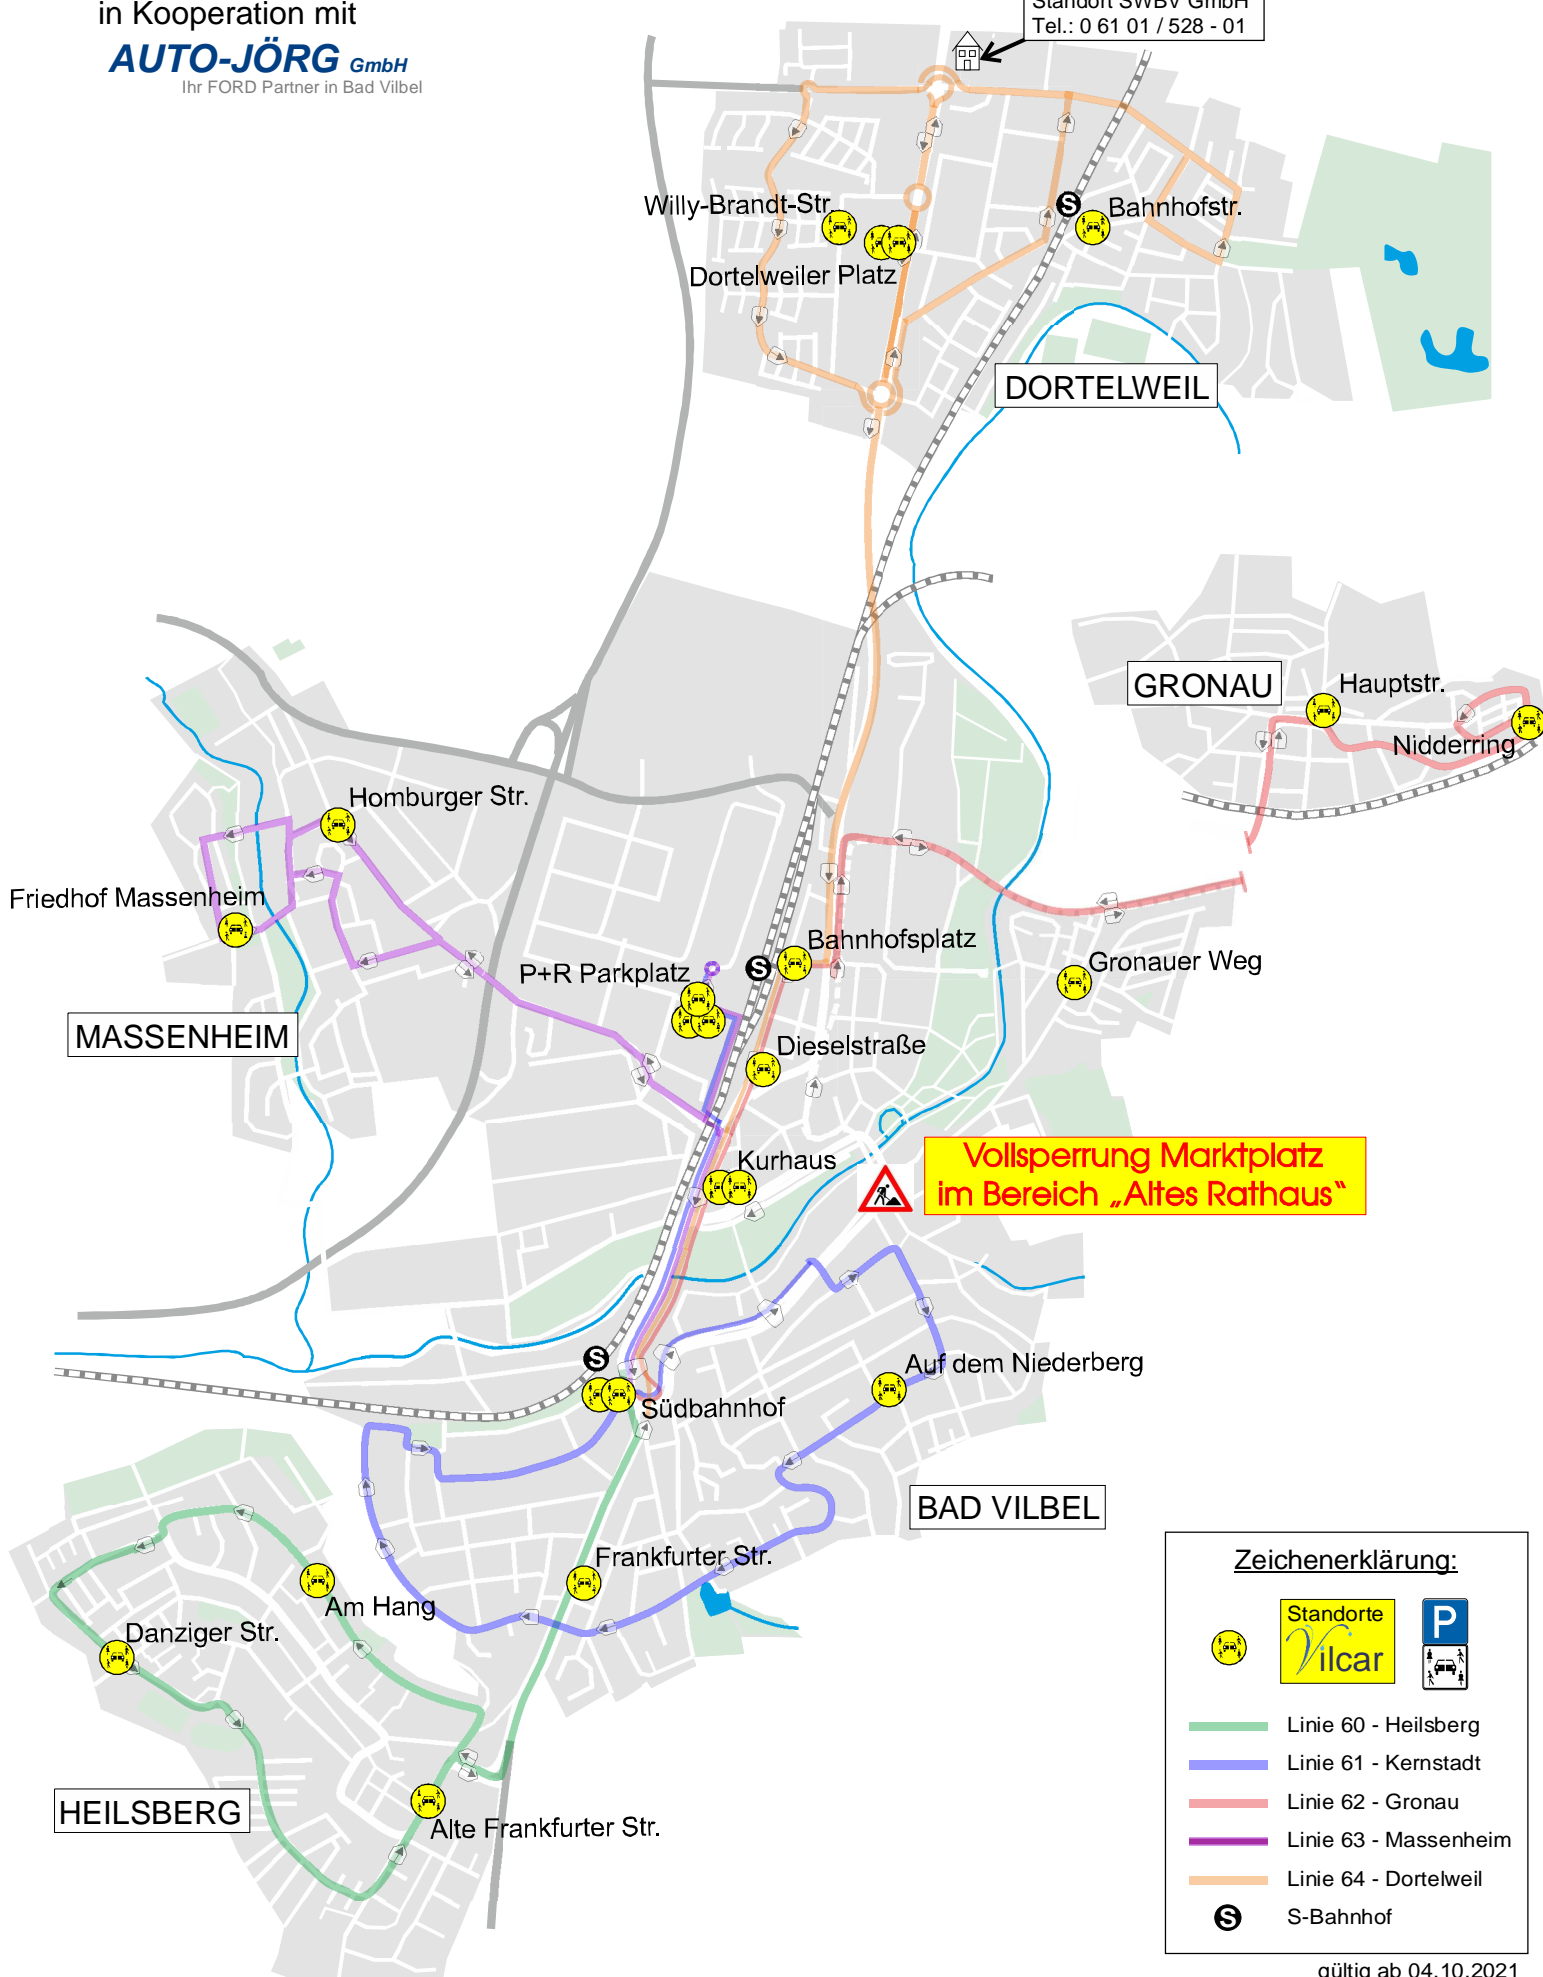 in Kooperation mit
AUTO-JÖRG GmbH
Ihr FORD Partner in Bad Vilbel
Standort SWBV GmbH
Tel.: 0 61 01 / 528 - 01
Willy-Brandt-Str.
S
Bahnhofstr.
Dortelweiler Platz
DORTELWEIL
GRONAU
Hauptstr.
Nidderring
Homburger Str.
Friedhof Massenheim
P+R Parkplatz
S
Bahnhofsplatz
Gronauer Weg
MASSENHEIM
Dieselstraße
Kurhaus
Vollsperrung Marktplatz
im Bereich „Altes Rathaus“
S
Auf dem Niederberg
Südbahnhof
BAD VILBEL
Frankfurter Str.
Am Hang
Danziger Str.
HEILSBERG
Alte Frankfurter Str.
Zeichenerklärung:
Standorte
Vilcar
P
Linie 60 - Heilsberg
Linie 61 - Kernstadt
Linie 62 - Gronau
Linie 63 - Massenheim
Linie 64 - Dortelweil
S
S-Bahnhof
gültig ab 04.10.2021